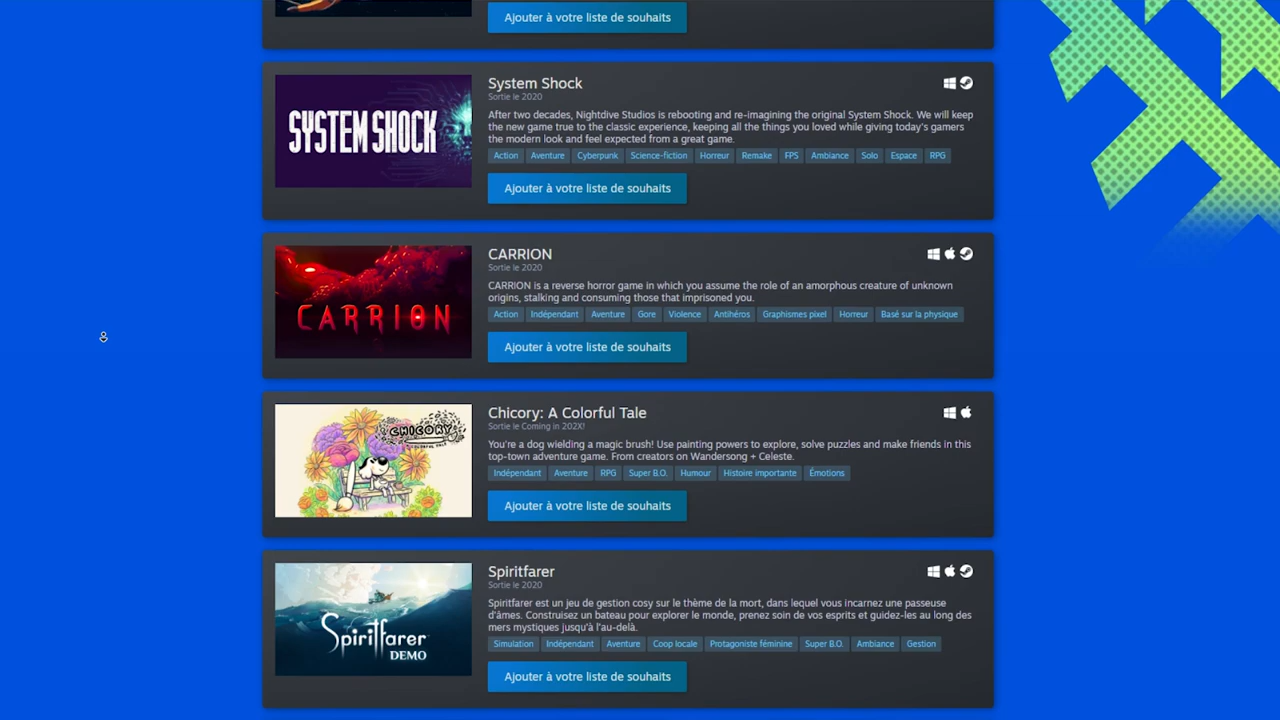 Ajouter à votre liste de souhaits
SYSTEM SHOCK
System Shock
Sortie le 2020
After two decades, Nightdive Studios is rebooting and re-imagining the original System Shock. We will keep
the new game true to the classic experience, keeping all the things you loved while giving today's gamers
the modern look and feel expected from a great game.
Action Aventure Cyberpunk Science-fiction Horreur Remake FPS Ambiance Solo Espace RPG
Ajouter à votre liste de souhaits
CARRION
CARRION
Sortie le 2020
CARRION is a reverse horror game in which you assume the role of an amorphous creature of unknown
origins, stalking and consuming those that imprisoned you.
Action Indépendant Aventure Gore Violence Antihéros Graphismes pixel Horreur Basé sur la physique
Ajouter à votre liste de souhaits
CHICORY
Chicory: A Colorful Tale
Sortie le Coming in 202X!
You're a dog wielding a magic brush! Use painting powers to explore, solve puzzles and make friends in this
top-town adventure game. From creators on Wandersong + Celeste.
Indépendant Aventure RPG Super B.O. Humour Histoire importante Émotions
Ajouter à votre liste de souhaits
Spiritfarer
DEMO
Spiritfarer
Sortie le 2020
Spiritfarer est un jeu de gestion cosy sur le thème de la mort, dans lequel vous incarnez une passeuse
d'âmes. Construisez un bateau pour explorer le monde, prenez soin de vos esprits et guidez-les au long des
mers mystiques jusqu'à l'au-delà.
Simulation Indépendant Aventure Coop locale Protagoniste féminine Super B.O. Ambiance Gestion
Ajouter à votre liste de souhaits